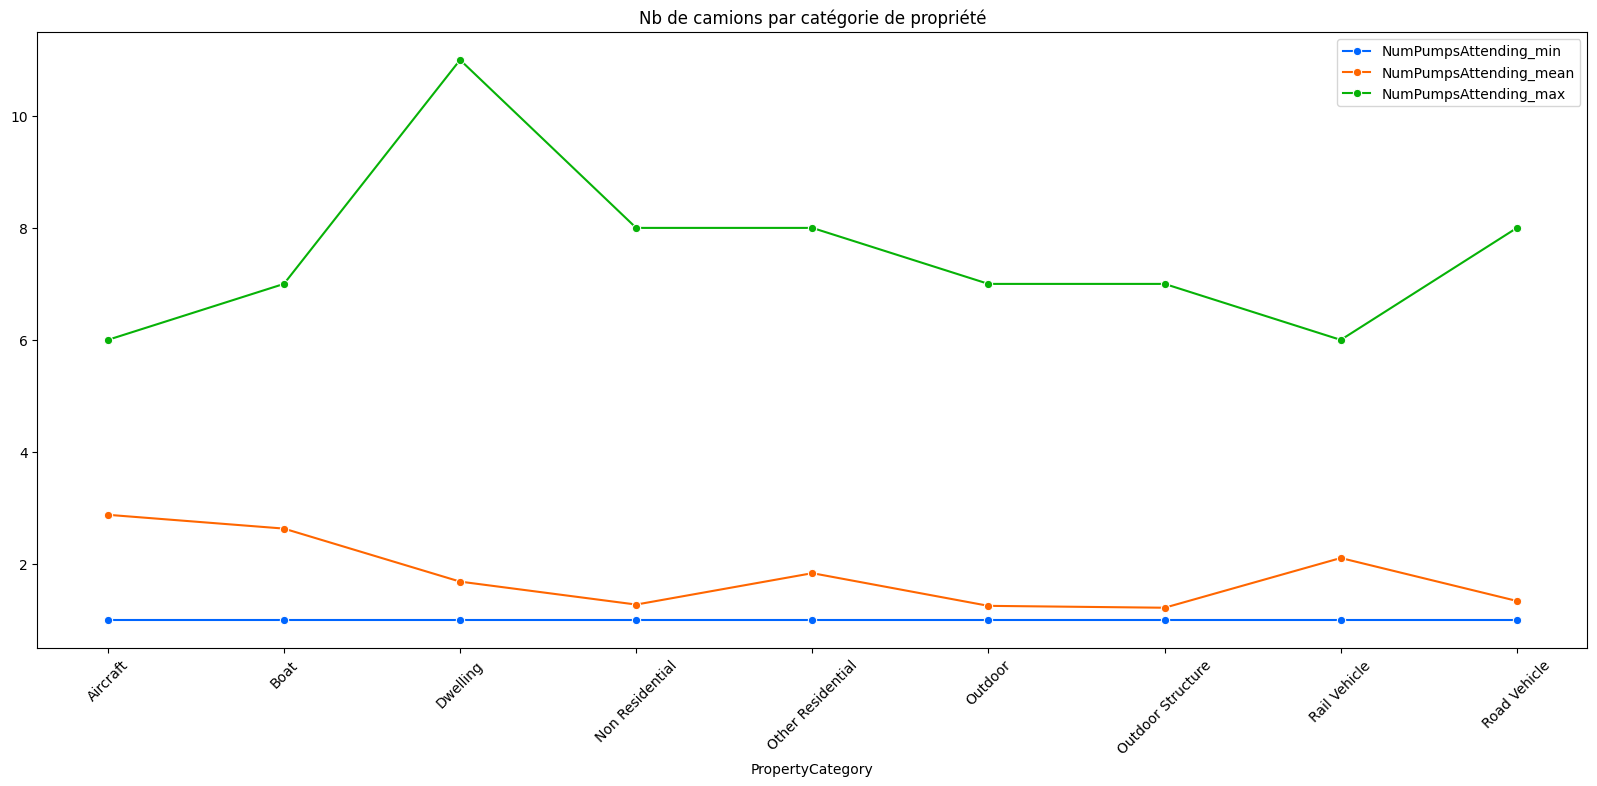 Nb de camions par catégorie de propriété
NumPumpsAttending_min
NumPumpsAttending_mean
NumPumpsAttending_max
10
8
6
4
2
Aircraft
Boat
Dwelling
Non Residential
Other Residential
Outdoor
Outdoor Structure
Rail Vehicle
Road Vehicle
PropertyCategory